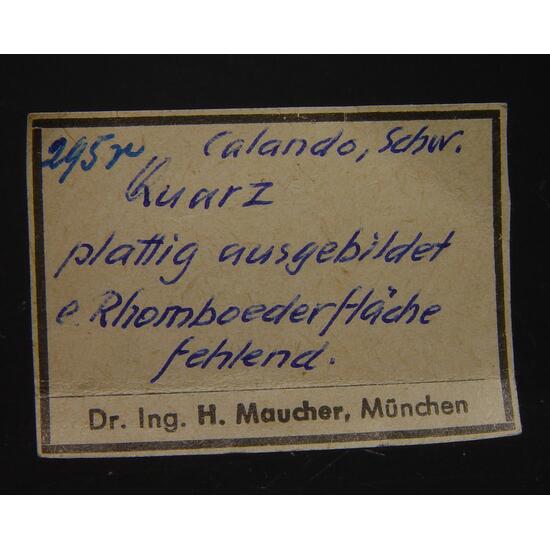 295r Calando, Schw.
Quarz
plattig ausgebildet
e Rhomboederfläche
fehlend.
Dr. Ing. H. Maucher, München